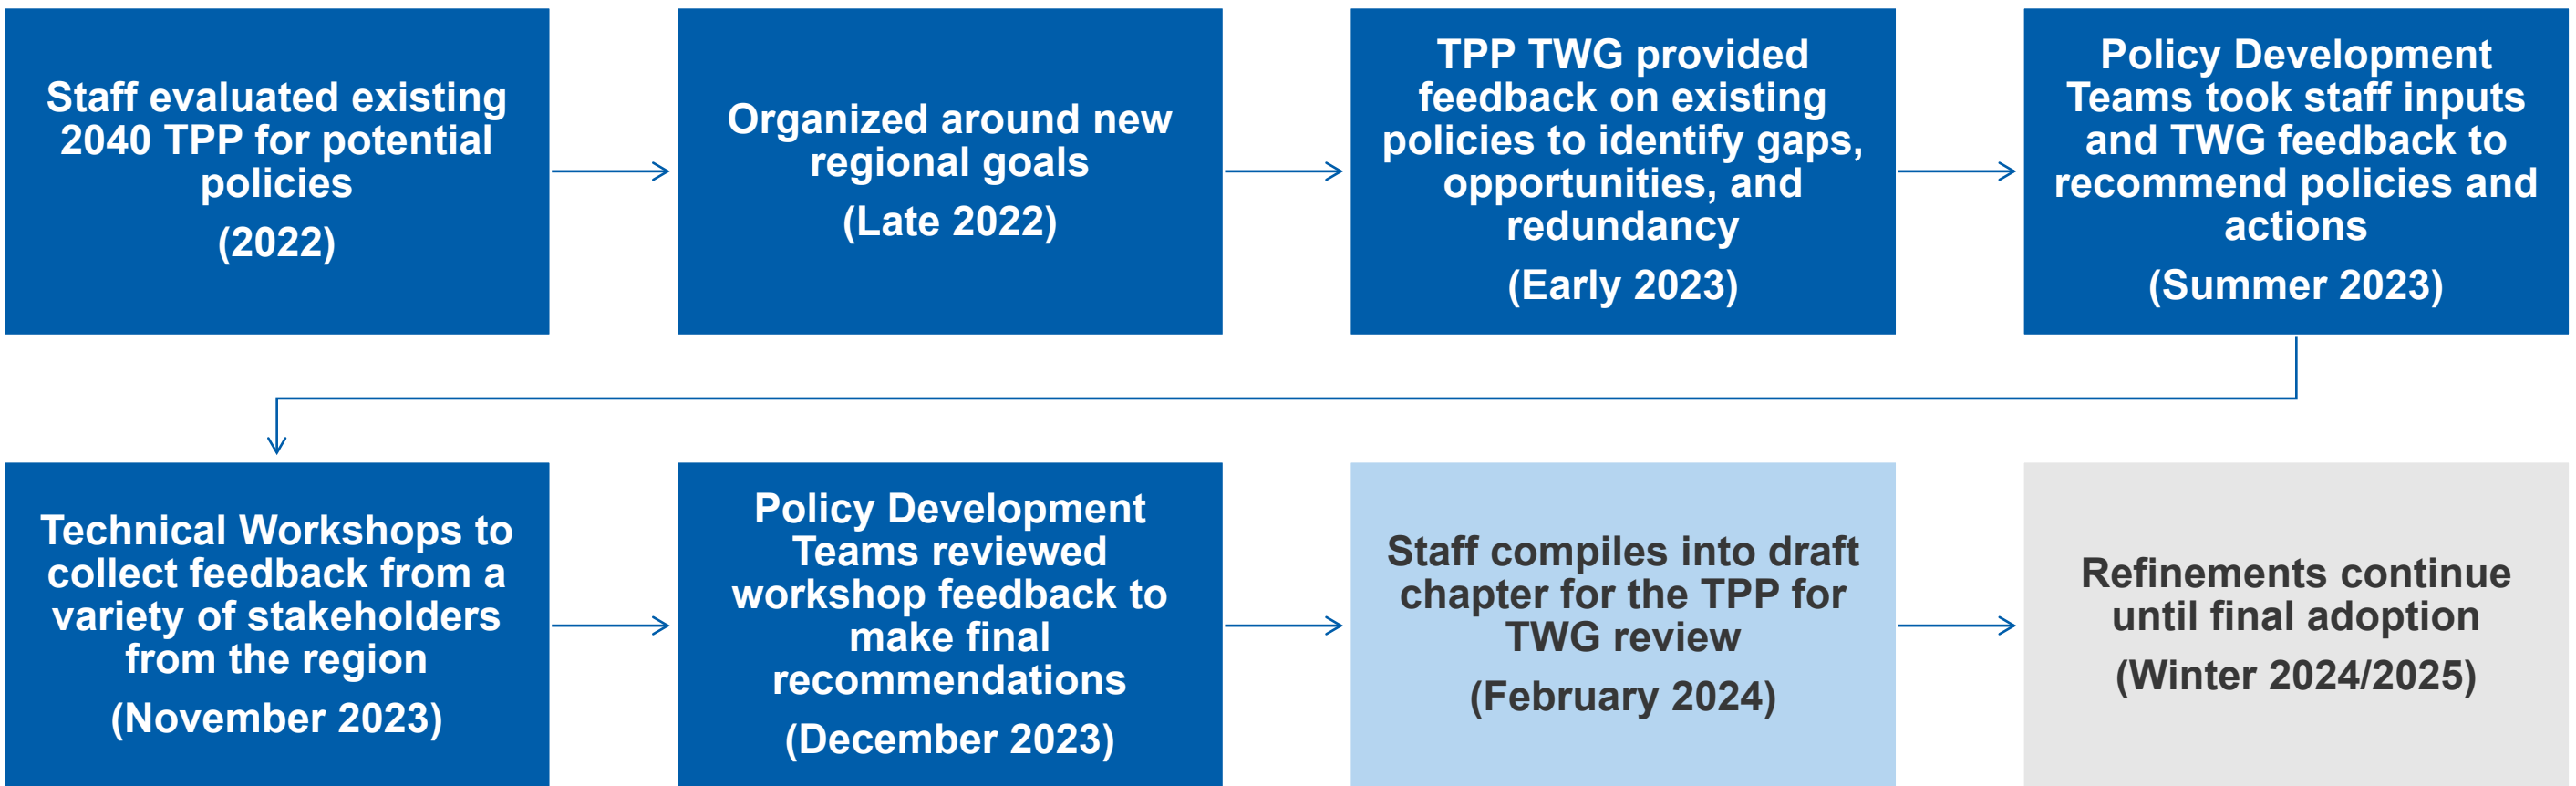 Staff evaluated existing
2040 TPP for potential
policies
(2022)
Organized around new
regional goals
(Late 2022)
TPP TWG provided
feedback on existing
policies to identify gaps,
opportunities, and
redundancy
(Early 2023)
Policy Development
Teams took staff inputs
and TWG feedback to
recommend policies and
actions
(Summer 2023)
Technical Workshops to
collect feedback from a
variety of stakeholders
from the region
(November 2023)
Policy Development
Teams reviewed
workshop feedback to
make final
recommendations
(December 2023)
Staff compiles into draft
chapter for the TPP for
TWG review
(February 2024)
Refinements continue
until final adoption
(Winter 2024/2025)